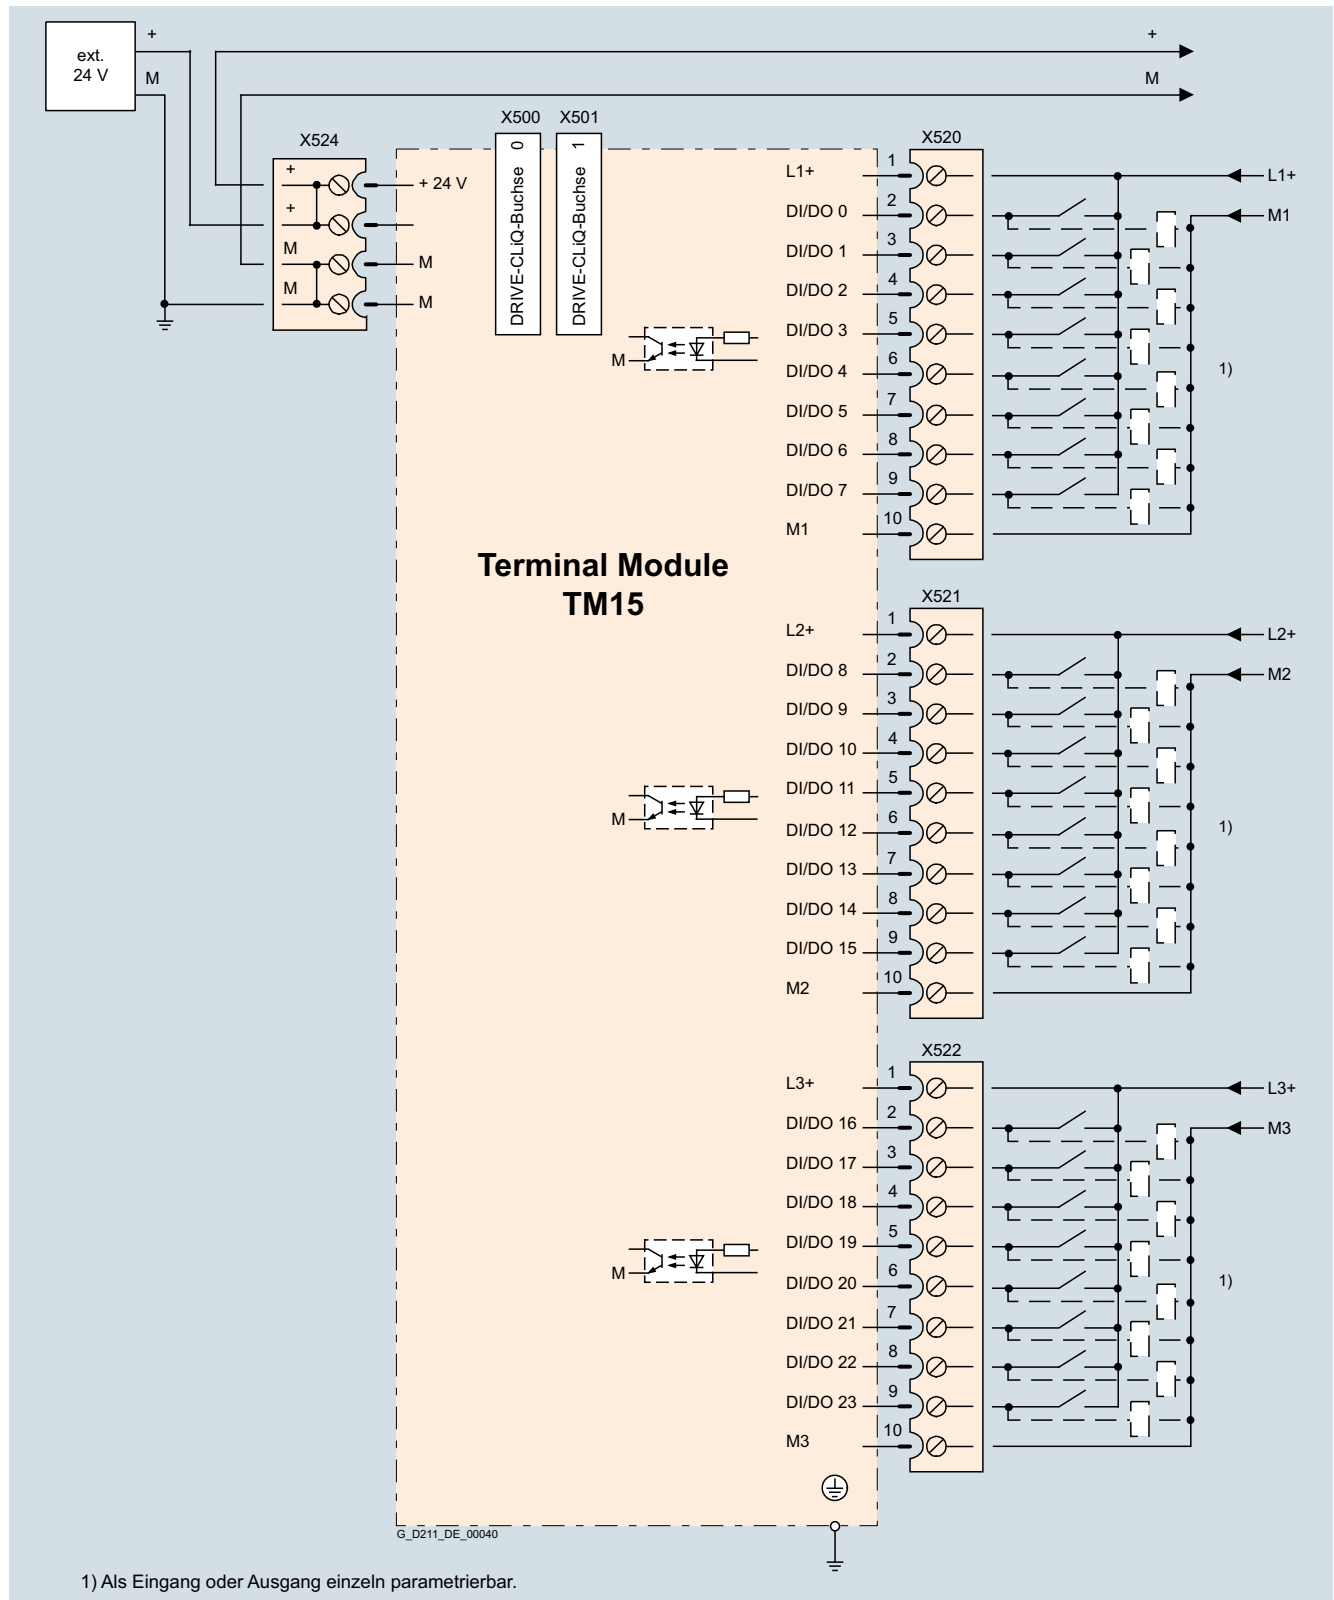 ext.
24 V
+
M
+
M
X524
+
+
M
M
+ 24 V
M
M
X500
X501
DRIVE-CLiQ-Buchse 0
DRIVE-CLiQ-Buchse 1
Terminal Module
TM15
X520
L1+ 1
DI/DO 0 2
DI/DO 1 3
DI/DO 2 4
DI/DO 3 5
DI/DO 4 6
DI/DO 5 7
DI/DO 6 8
DI/DO 7 9
M1 10
M
L1+
M1
1)
X521
L2+ 1
DI/DO 8 2
DI/DO 9 3
DI/DO 10 4
DI/DO 11 5
DI/DO 12 6
DI/DO 13 7
DI/DO 14 8
DI/DO 15 9
M2 10
M
L2+
M2
1)
X522
L3+ 1
DI/DO 16 2
DI/DO 17 3
DI/DO 18 4
DI/DO 19 5
DI/DO 20 6
DI/DO 21 7
DI/DO 22 8
DI/DO 23 9
M3 10
M
L3+
M3
1)
G_D211_DE_00040
1) Als Eingang oder Ausgang einzeln parametrierbar.